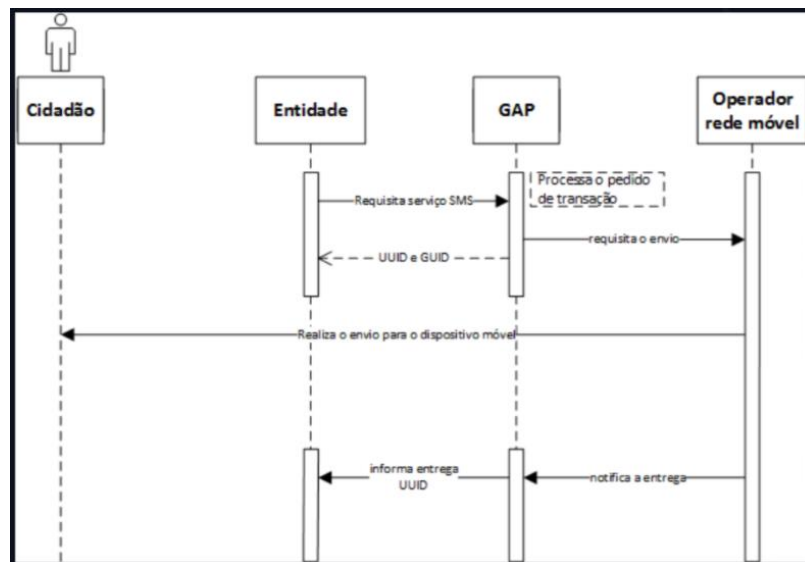 Cidadão
Entidade
GAP
Operador
rede móvel
Processa o pedido
de transação
Requisita serviço SMS
requisita o envio
UUID e GUID
Realiza o envio para o dispositivo móvel
informa entrega
UUID
notifica a entrega